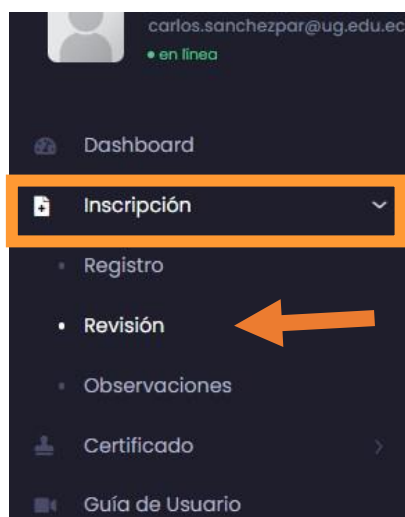 carlos.sanchezpar@ug.edu.ec
en línea
Dashboard
Inscripción
Registro
Revisión
Observaciones
Certificado
Guía de Usuario